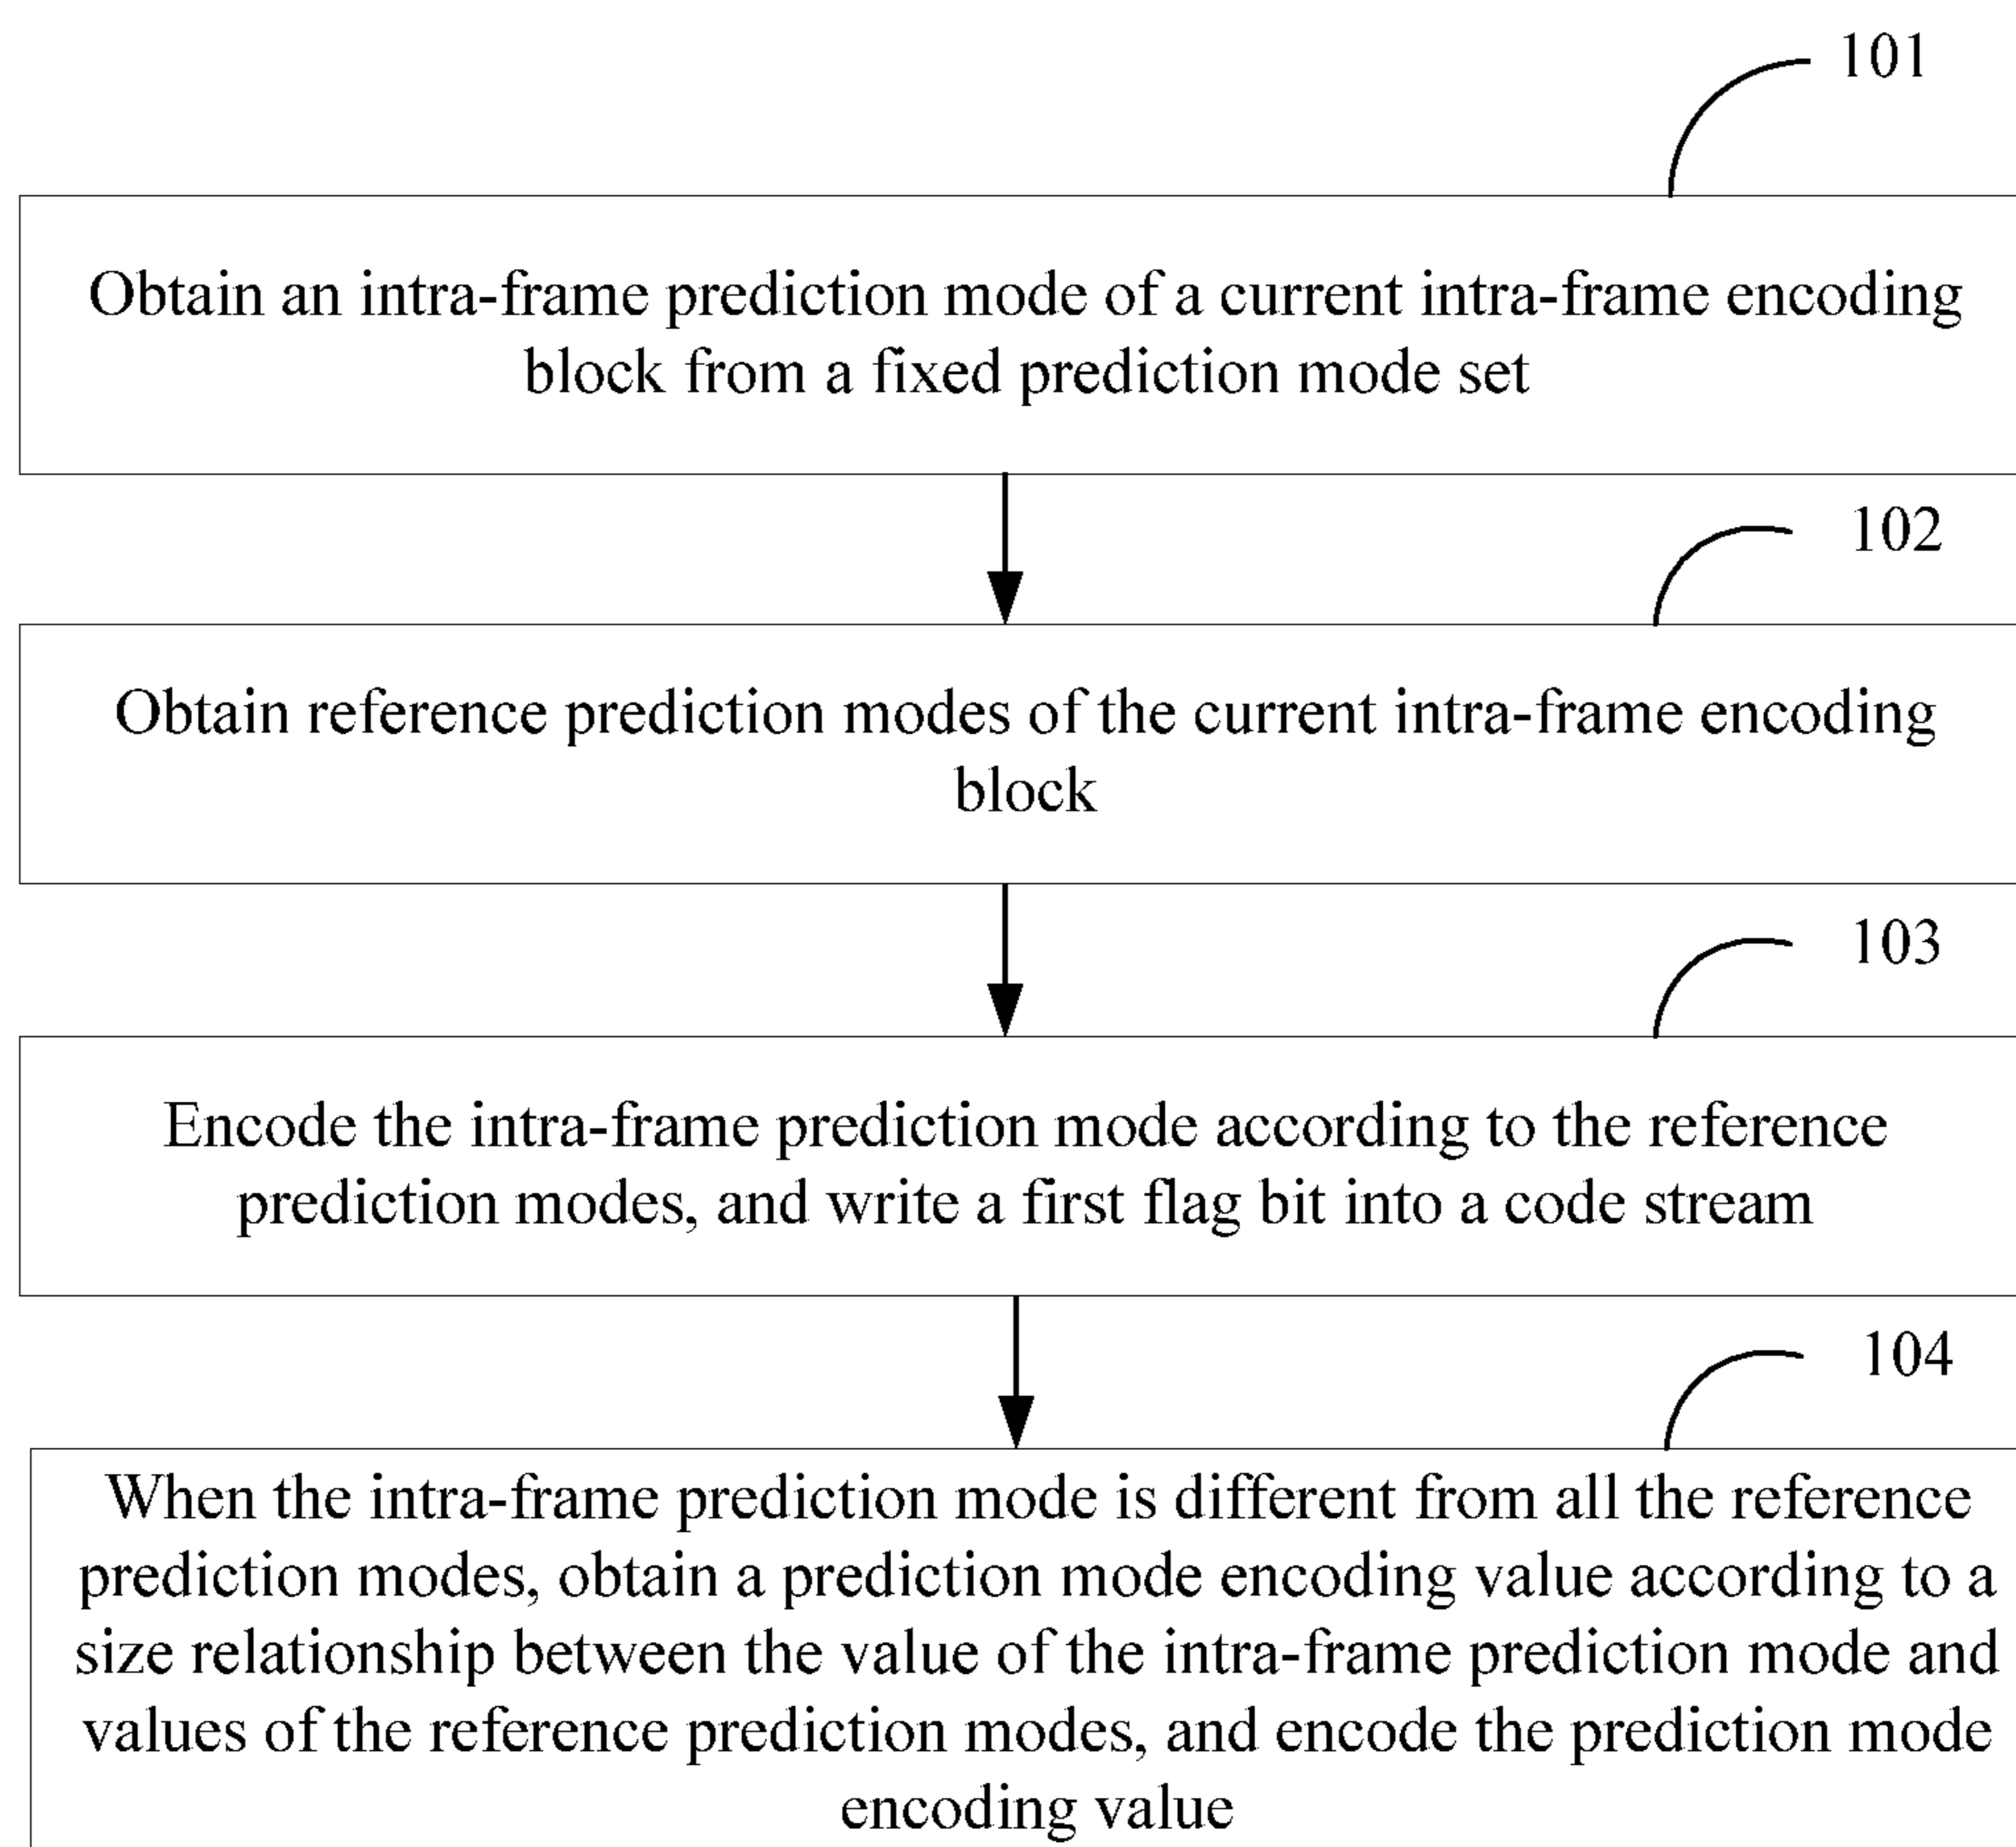 101
Obtain an intra-frame prediction mode of a current intra-frame encoding
block from a fixed prediction mode set
102
Obtain reference prediction modes of the current intra-frame encoding
block
103
Encode the intra-frame prediction mode according to the reference
prediction modes, and write a first flag bit into a code stream
104
When the intra-frame prediction mode is different from all the reference
prediction modes, obtain a prediction mode encoding value according to a
size relationship between the value of the intra-frame prediction mode and
values of the reference prediction modes, and encode the prediction mode
encoding value